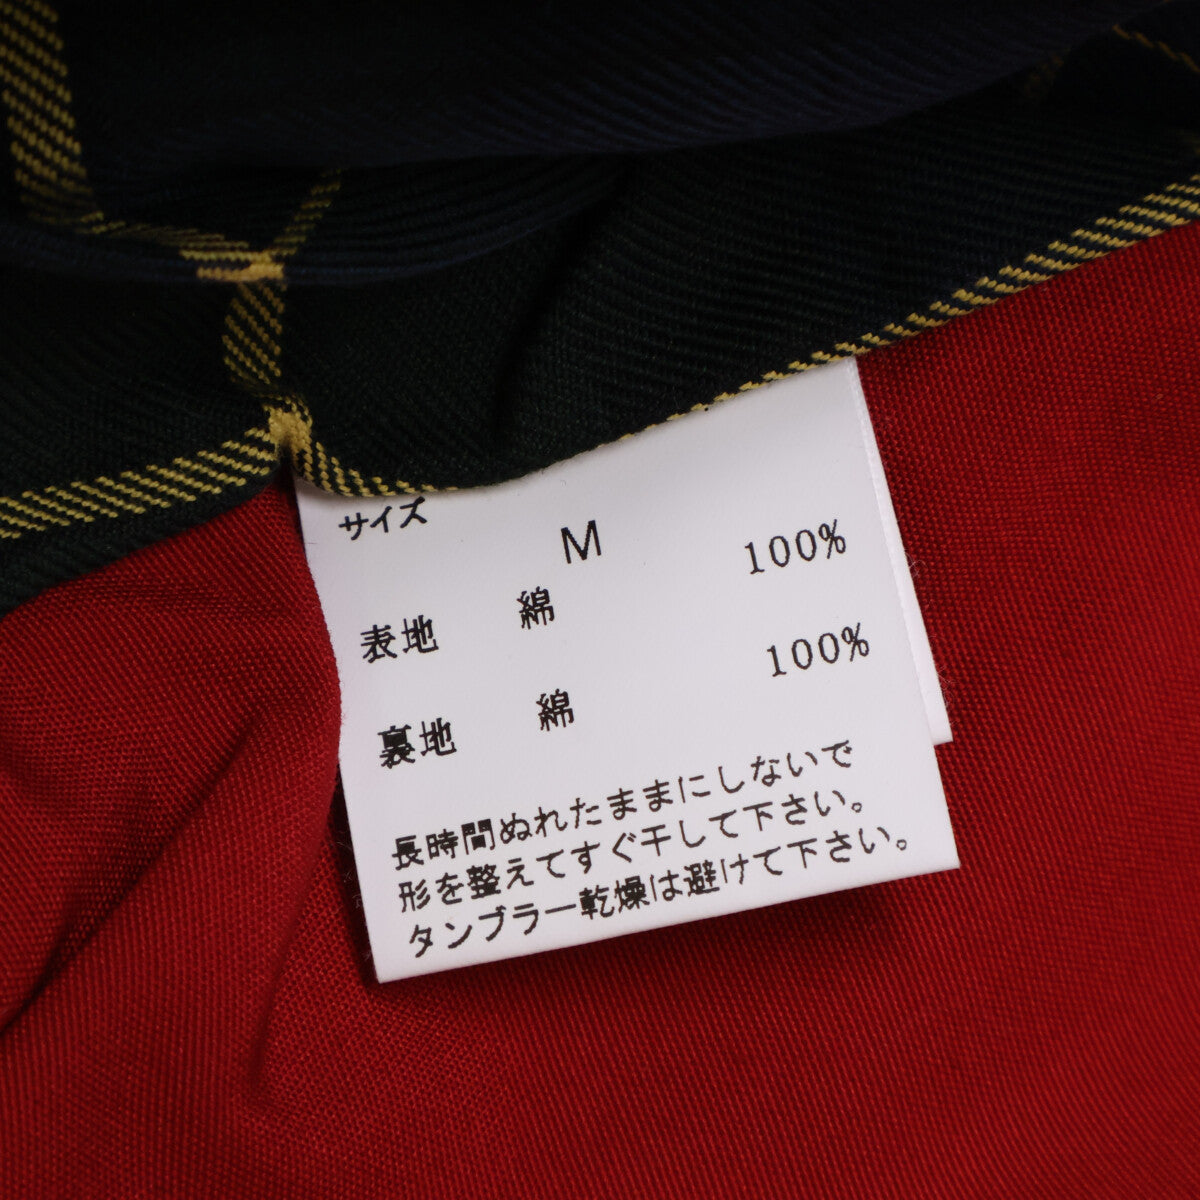 サイズ
M
表地 綿 100%
裏地 綿 100%
長時間ぬれたままにしないで
形を整えてすぐ干して下さい。
タンブラー乾燥は避けて下さい。